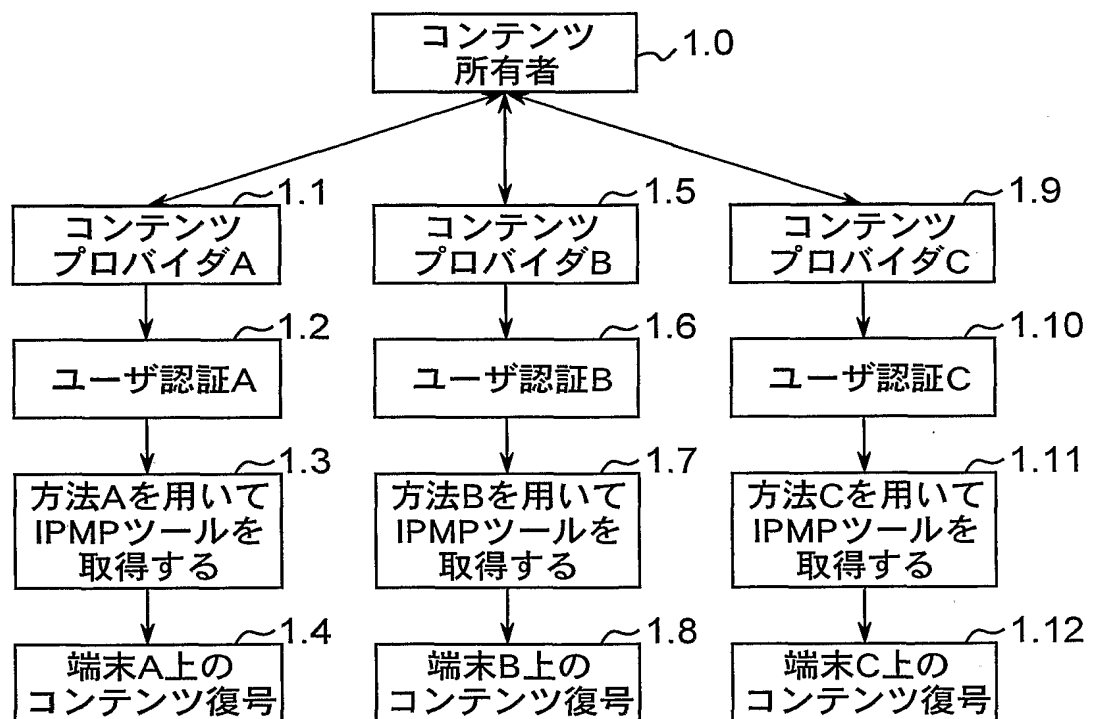 コンテンツ
所有者
1.0
1.1
コンテンツ
プロバイダA
1.5
コンテンツ
プロバイダB
1.9
コンテンツ
プロバイダC
1.2
ユーザ認証A
1.6
ユーザ認証B
1.10
ユーザ認証C
1.3
方法Aを用いて
IPMPツールを
取得する
1.7
方法Bを用いて
IPMPツールを
取得する
1.11
方法Cを用いて
IPMPツールを
取得する
1.4
端末A上の
コンテンツ復号
1.8
端末B上の
コンテンツ復号
1.12
端末C上の
コンテンツ復号